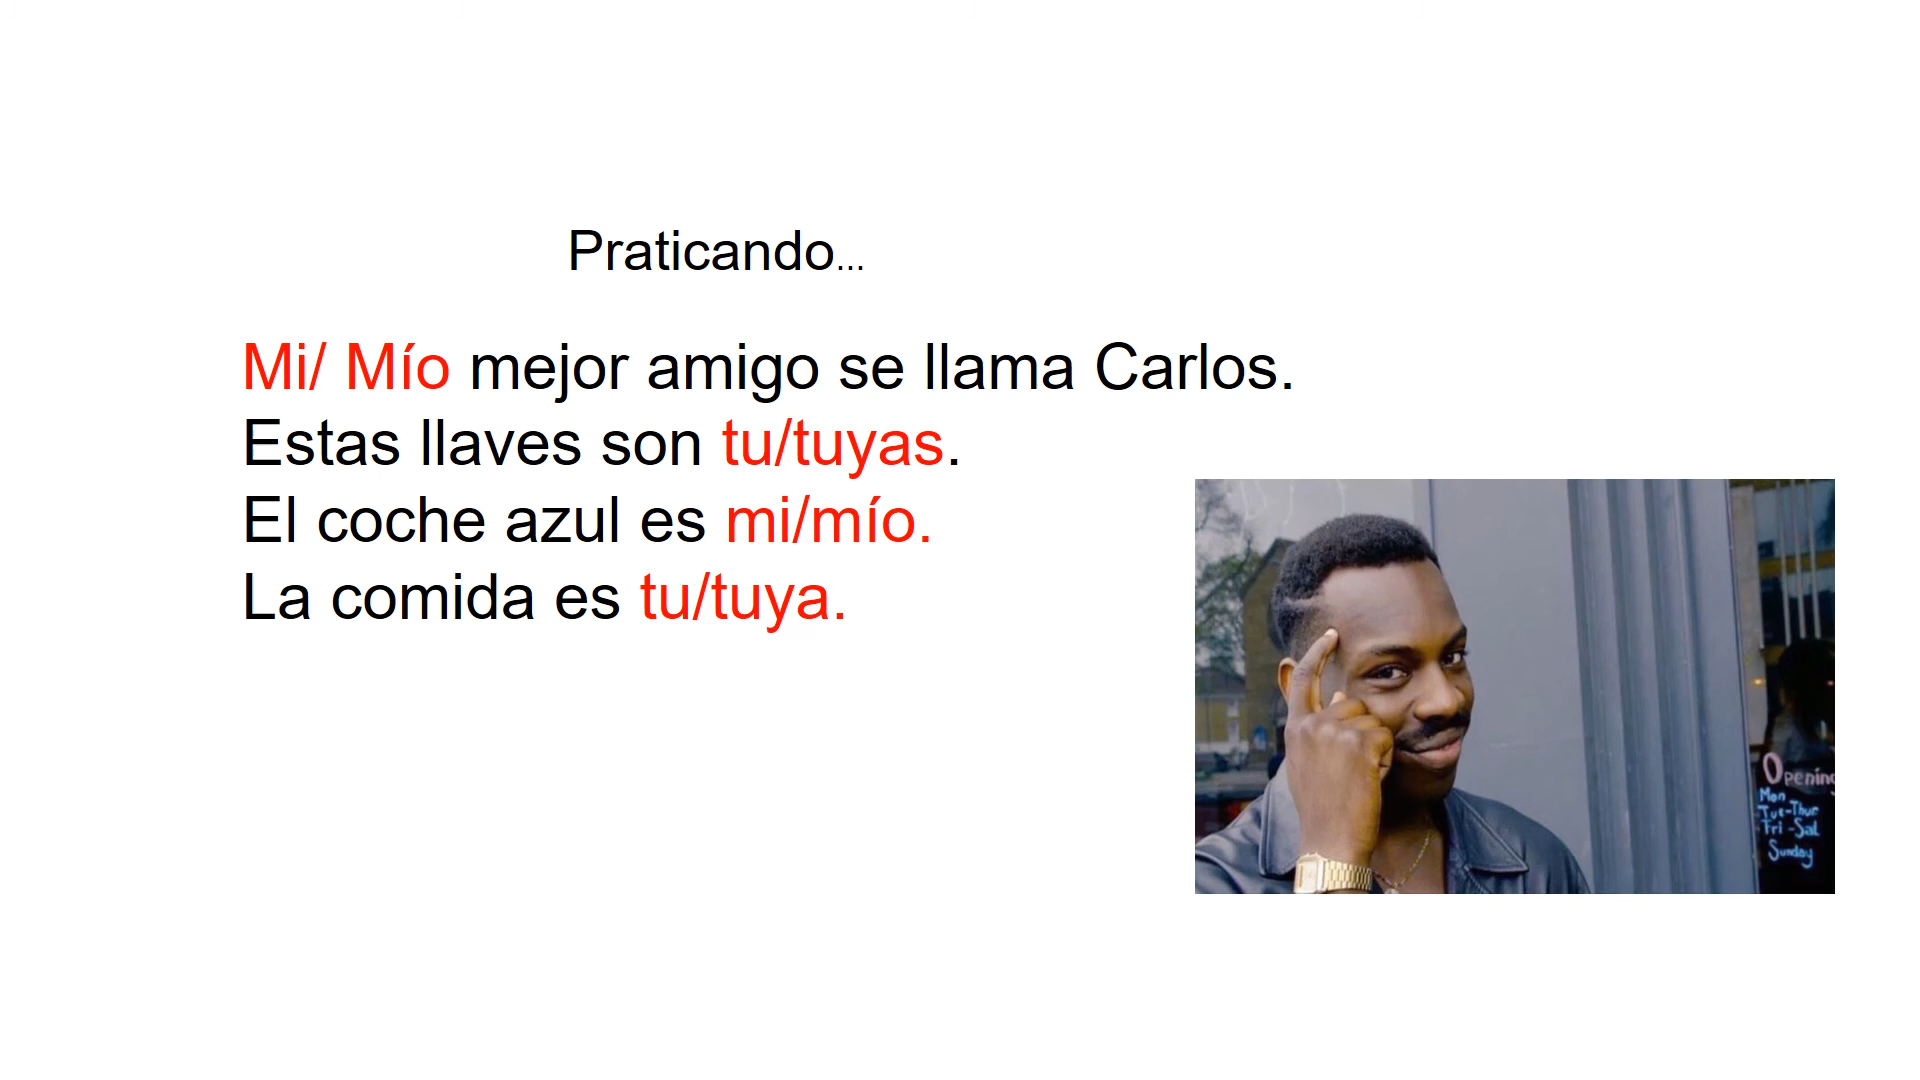 Praticando...
Mi/ Mío mejor amigo se llama Carlos.
Estas llaves son tu/tuyas.
El coche azul es mi/mío.
La comida es tu/tuya.
Opening
Mon
Tue-Thur
Fri -Sat
Sunday